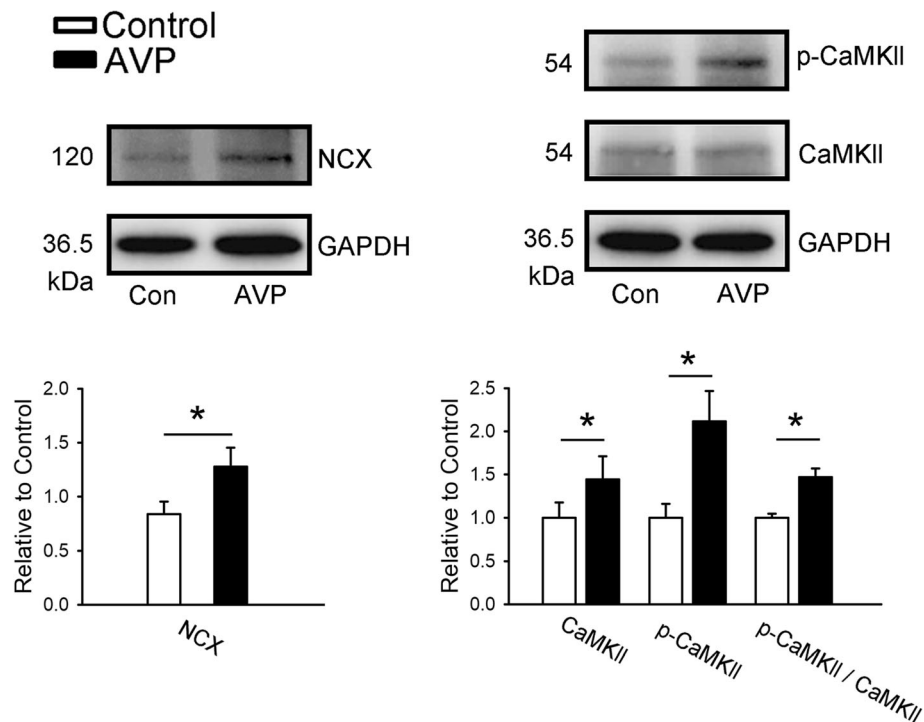 Control
AVP
120
NCX
36.5
GAPDH
kDa
Con AVP
54
p-CaMKII
54
CaMKII
36.5
GAPDH
kDa
Con AVP
Relative to Control
2.0
1.5
1.0
0.5
0.0
*
NCX
Relative to Control
2.5
2.0
1.5
1.0
0.5
0.0
*
*
*
CaMKII
p-CaMKII
p-CaMKII / CaMKII